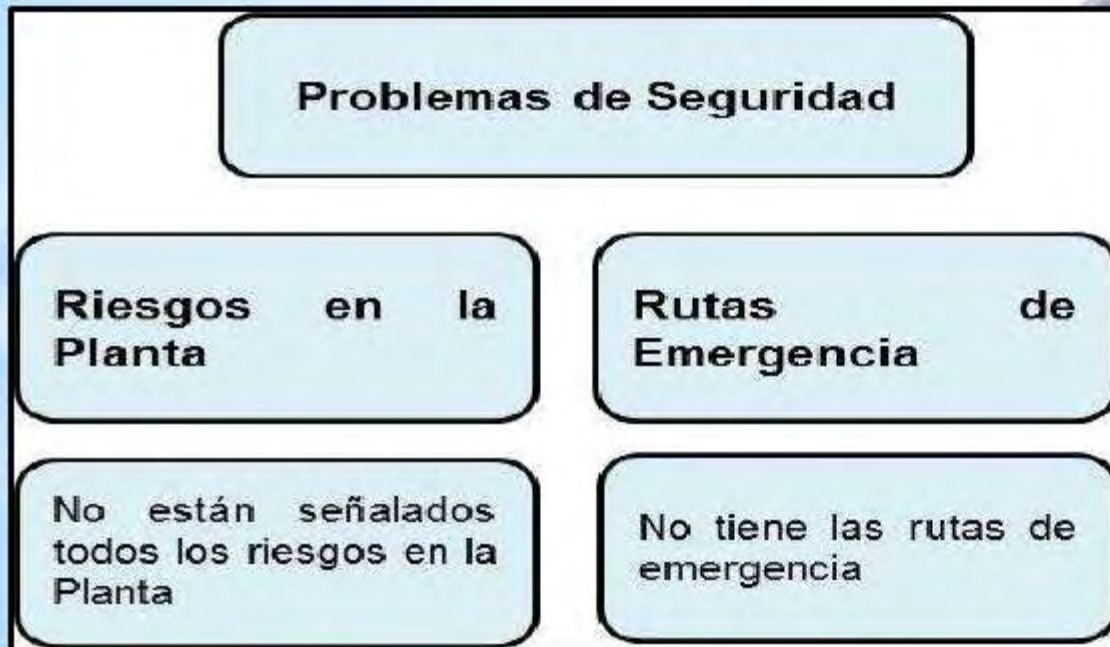 Problemas de Seguridad
Riesgos en la
Planta
Rutas de
Emergencia
No están señalados
todos los riesgos en la
Planta
No tiene las rutas de
emergencia